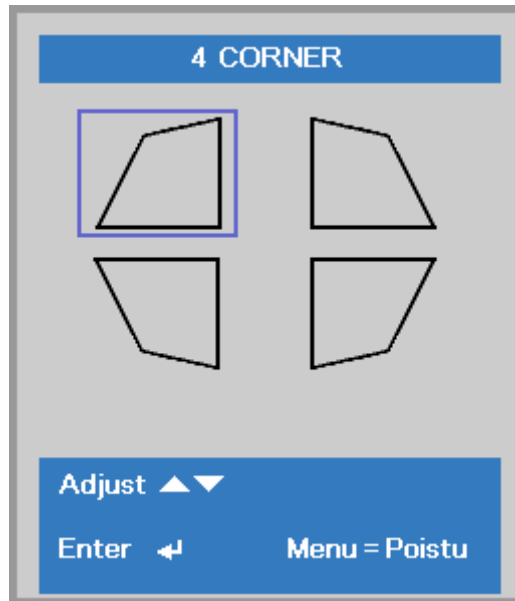 4 CORNER
Adjust ▲▼
Enter ↵ Menu = Poistu